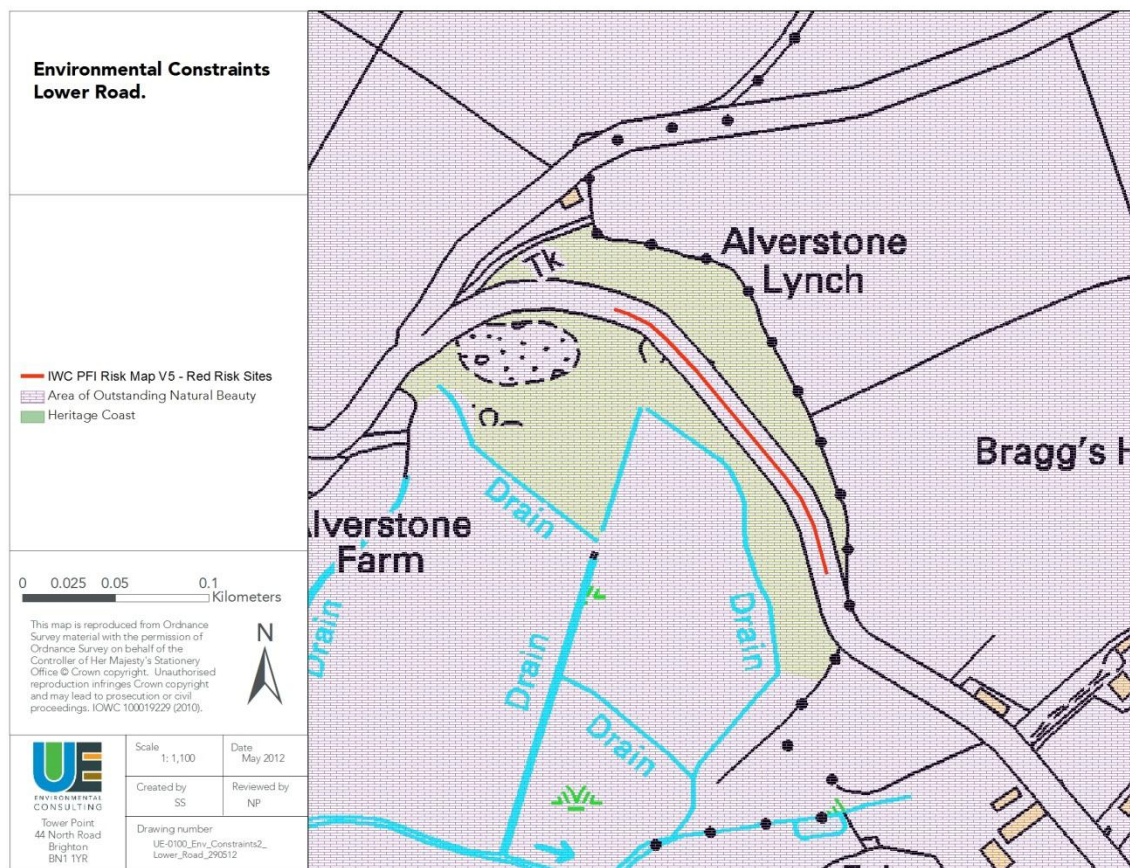 Environmental Constraints
Lower Road.
IWC PFI Risk Map V5 - Red Risk Sites
Area of Outstanding Natural Beauty
Heritage Coast
0 0.025 0.05 0.1
Kilometers
This map is reproduced from Ordnance
Survey material with the permission of
Ordnance Survey on behalf of the
Controller of Her Majesty's Stationery
Office © Crown copyright. Unauthorised
reproduction infringes Crown copyright
and may lead to prosecution or civil
proceedings. IOWC 100019229 (2010).
N
UE
ENVIRONMENTAL
CONSULTING
Tower Point
44 North Road
Brighton
BN1 1YR
Scale
1: 1,100
Date
May 2012
Created by
SS
Reviewed by
NP
Drawing number
UE-0100_Env_Constraints2_
Lower_Road_290512
Tk
Alverstone
Lynch
Bragg's H
Drain
Alverstone
Farm
Drain
Drain
Drain
Drain